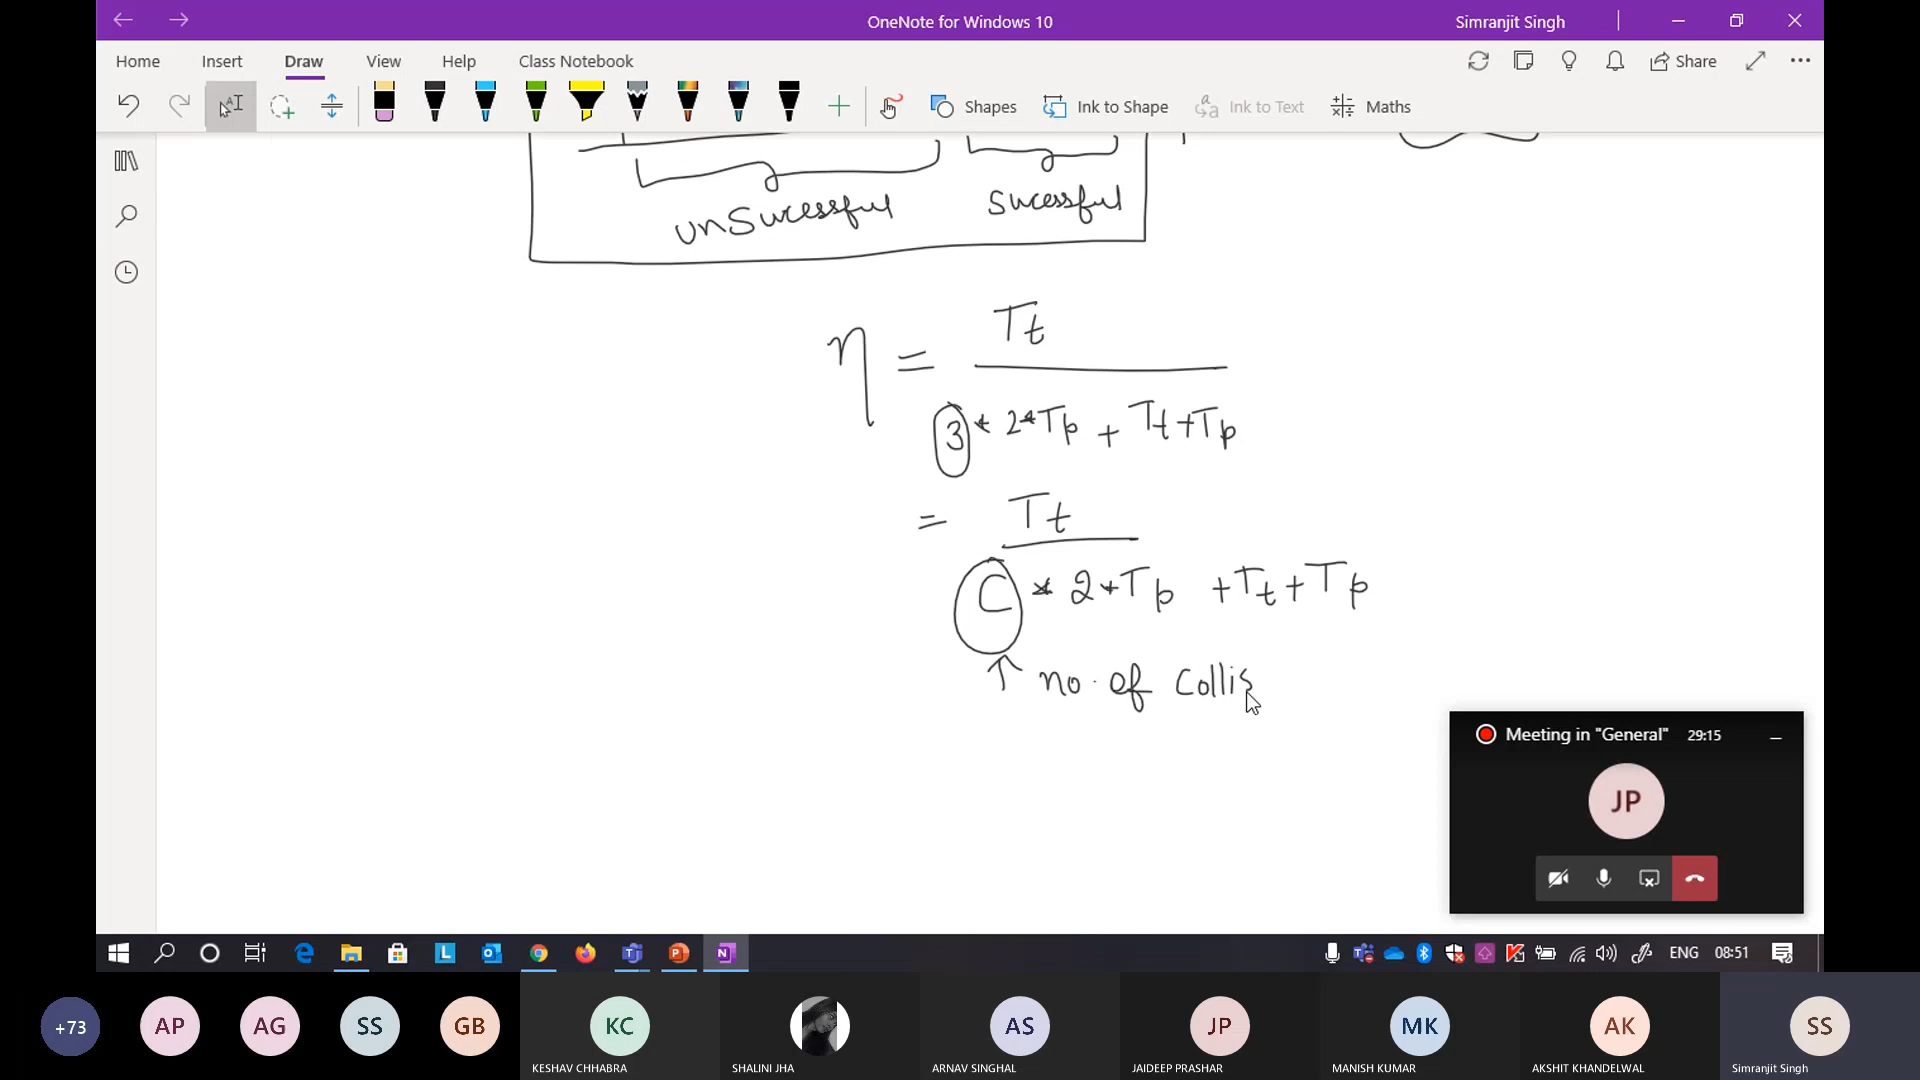 OneNote for Windows 10
Simranjit Singh
Home Insert Draw View Help Class Notebook
Share
Shapes Ink to Shape Ink to Text Maths
unSucessful Sucessful
η = Tt
3 * 2*Tp + Tt+Tp
= Tt
C * 2*Tp +Tt+Tp
↑ no. of Collis
Meeting in "General" 29:15
JP
ENG 08:51
+73 AP AG SS GB KC AS JP MK AK SS
KESHAV CHHABRA SHALINI JHA ARNAV SINGHAL JAIDEEP PRASHAR MANISH KUMAR AKSHIT KHANDELWAL Simranjit Singh